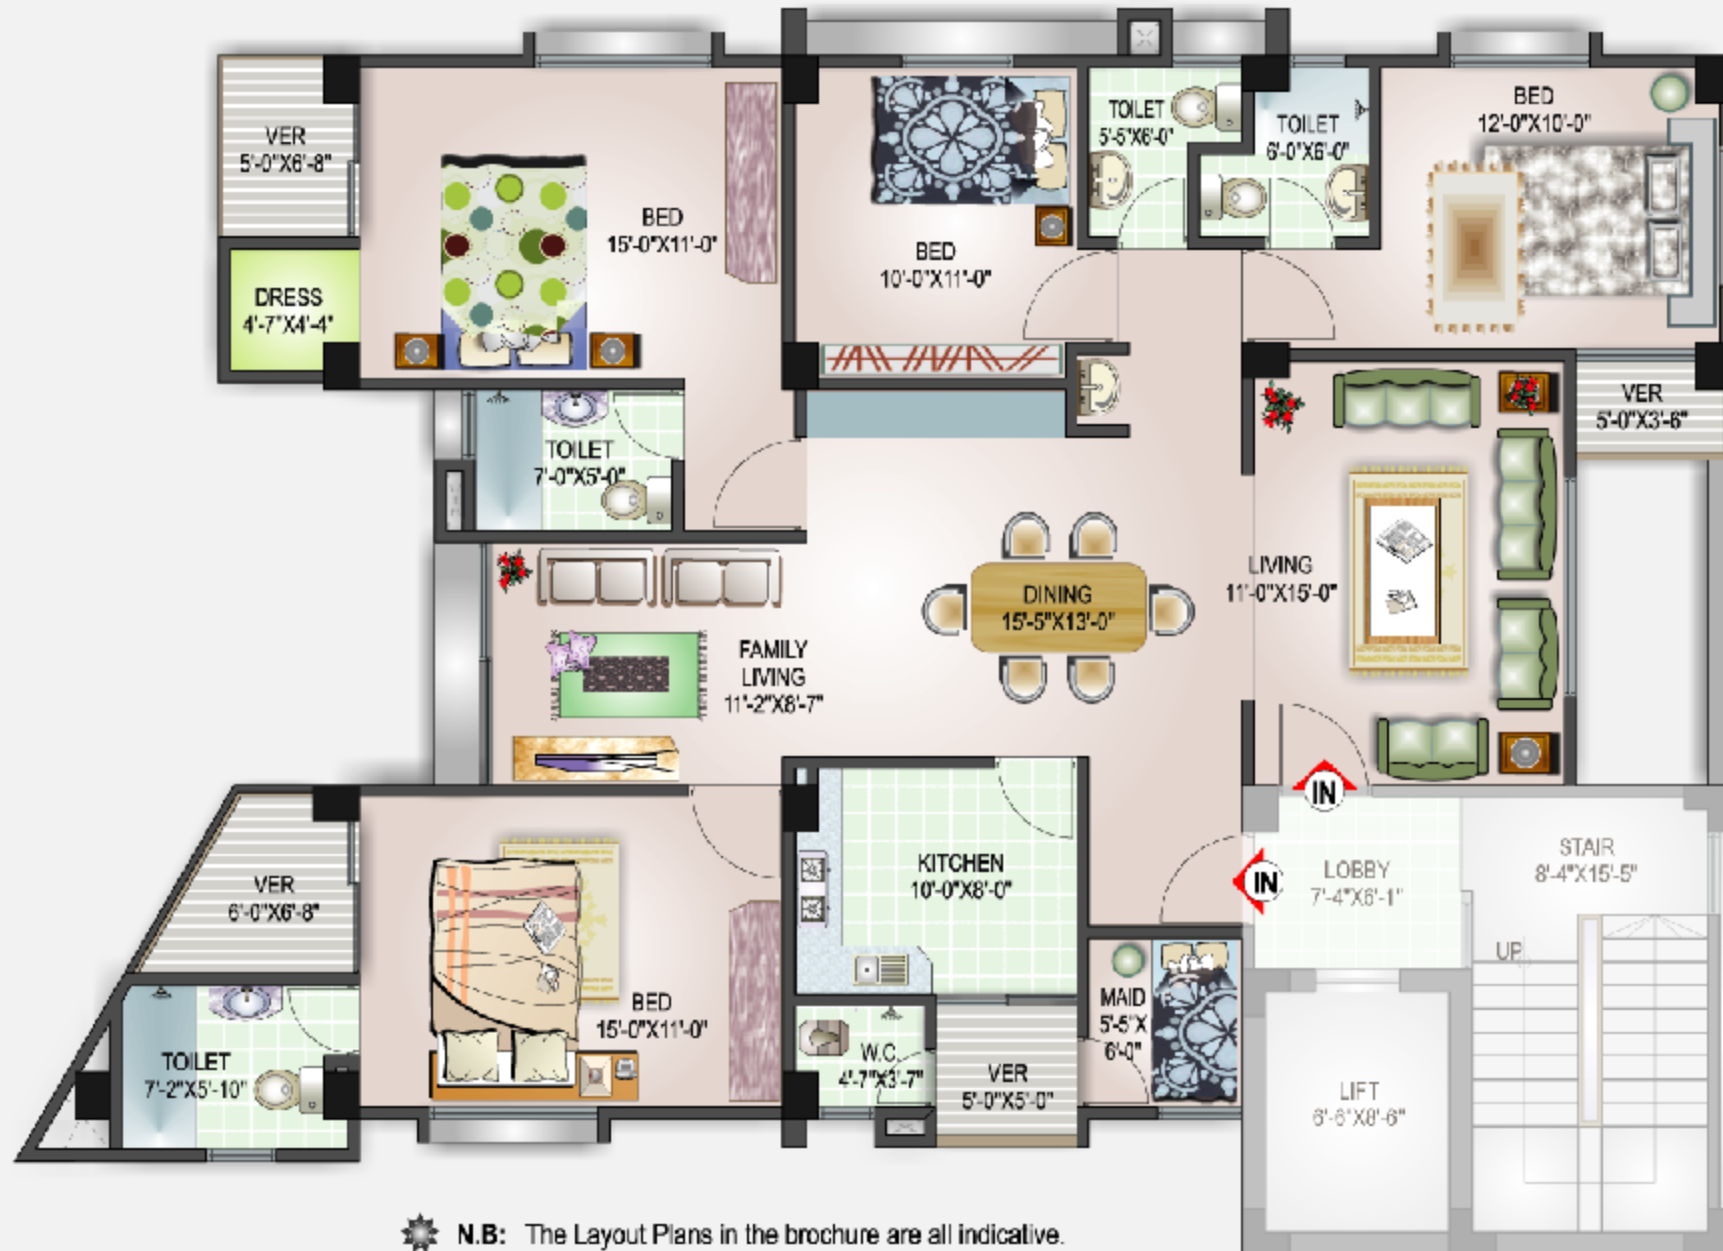 VER
5'-0"X6'-8"
DRESS
4'-7"X4'-4"
BED
15'-0"X11'-0"
BED
10'-0"X11'-0"
TOILET
5'-5"X6'-0"
TOILET
6'-0"X6'-0"
BED
12'-0"X10'-0"
VER
5'-0"X3'-6"
TOILET
7'-0"X5'-0"
FAMILY
LIVING
11'-2"X8'-7"
DINING
15'-5"X13'-0"
LIVING
11'-0"X15'-0"
IN
IN
LOBBY
7'-4"X6'-1"
STAIR
8'-4"X15'-5"
UP
LIFT
6'-6"X8'-6"
KITCHEN
10'-0"X8'-0"
VER
6'-0"X6'-8"
BED
15'-0"X11'-0"
TOILET
7'-2"X5'-10"
W.C.
4'-7"X3'-7"
VER
5'-0"X5'-0"
MAID
5'-5"X
6'-0"
N.B: The Layout Plans in the brochure are all indicative.